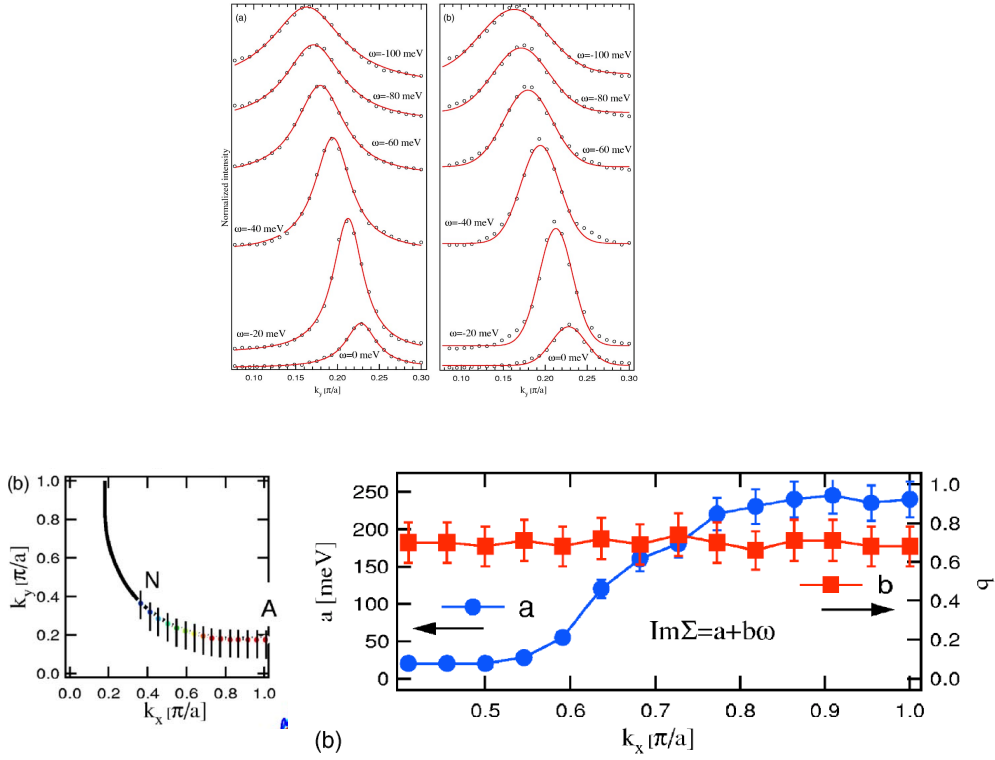 (a)
ω=-100 meV
ω=-80 meV
ω=-60 meV
ω=-40 meV
ω=-20 meV
ω=0 meV
Normalized intensity
0.10 0.15 0.20 0.25 0.30
k_y [π/a]
(b)
ω=-100 meV
ω=-80 meV
ω=-60 meV
ω=-40 meV
ω=-20 meV
ω=0 meV
0.10 0.15 0.20 0.25 0.30
k_y [π/a]
(b)
1.0
0.8
0.6
0.4
0.2
0.0
k_y [π/a]
N
A
0.0 0.2 0.4 0.6 0.8 1.0
k_x [π/a]
250
200
150
100
50
0
a [meV]
a
b
ImΣ=a+bω
1.0
0.8
0.6
0.4
0.2
0.0
b
0.5 0.6 0.7 0.8 0.9 1.0
k_x [π/a]
(b)